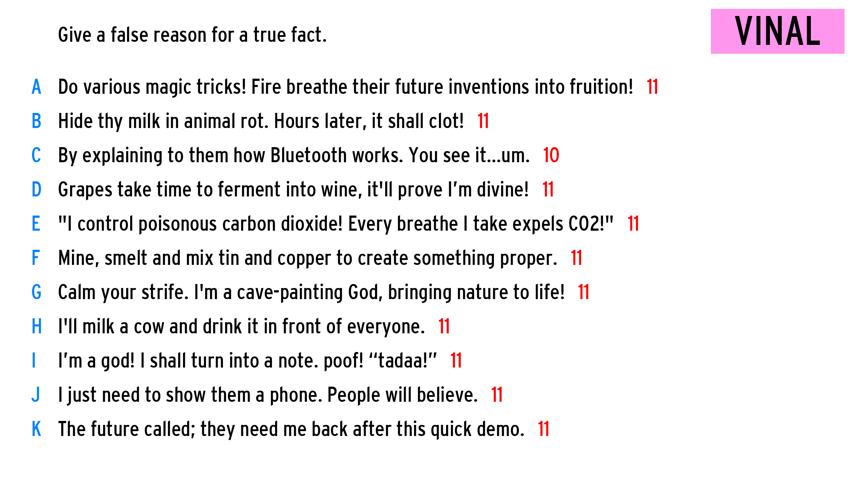 Give a false reason for a true fact.
VINAL
A Do various magic tricks! Fire breathe their future inventions into fruition! 11
B Hide thy milk in animal rot. Hours later, it shall clot! 11
C By explaining to them how Bluetooth works. You see it...um. 10
D Grapes take time to ferment into wine, it'll prove I'm divine! 11
E "I control poisonous carbon dioxide! Every breathe I take expels CO2!" 11
F Mine, smelt and mix tin and copper to create something proper. 11
G Calm your strife. I'm a cave-painting God, bringing nature to life! 11
H I'll milk a cow and drink it in front of everyone. 11
I I’m a god! I shall turn into a note. poof! “tadaa!” 11
J I just need to show them a phone. People will believe. 11
K The future called; they need me back after this quick demo. 11